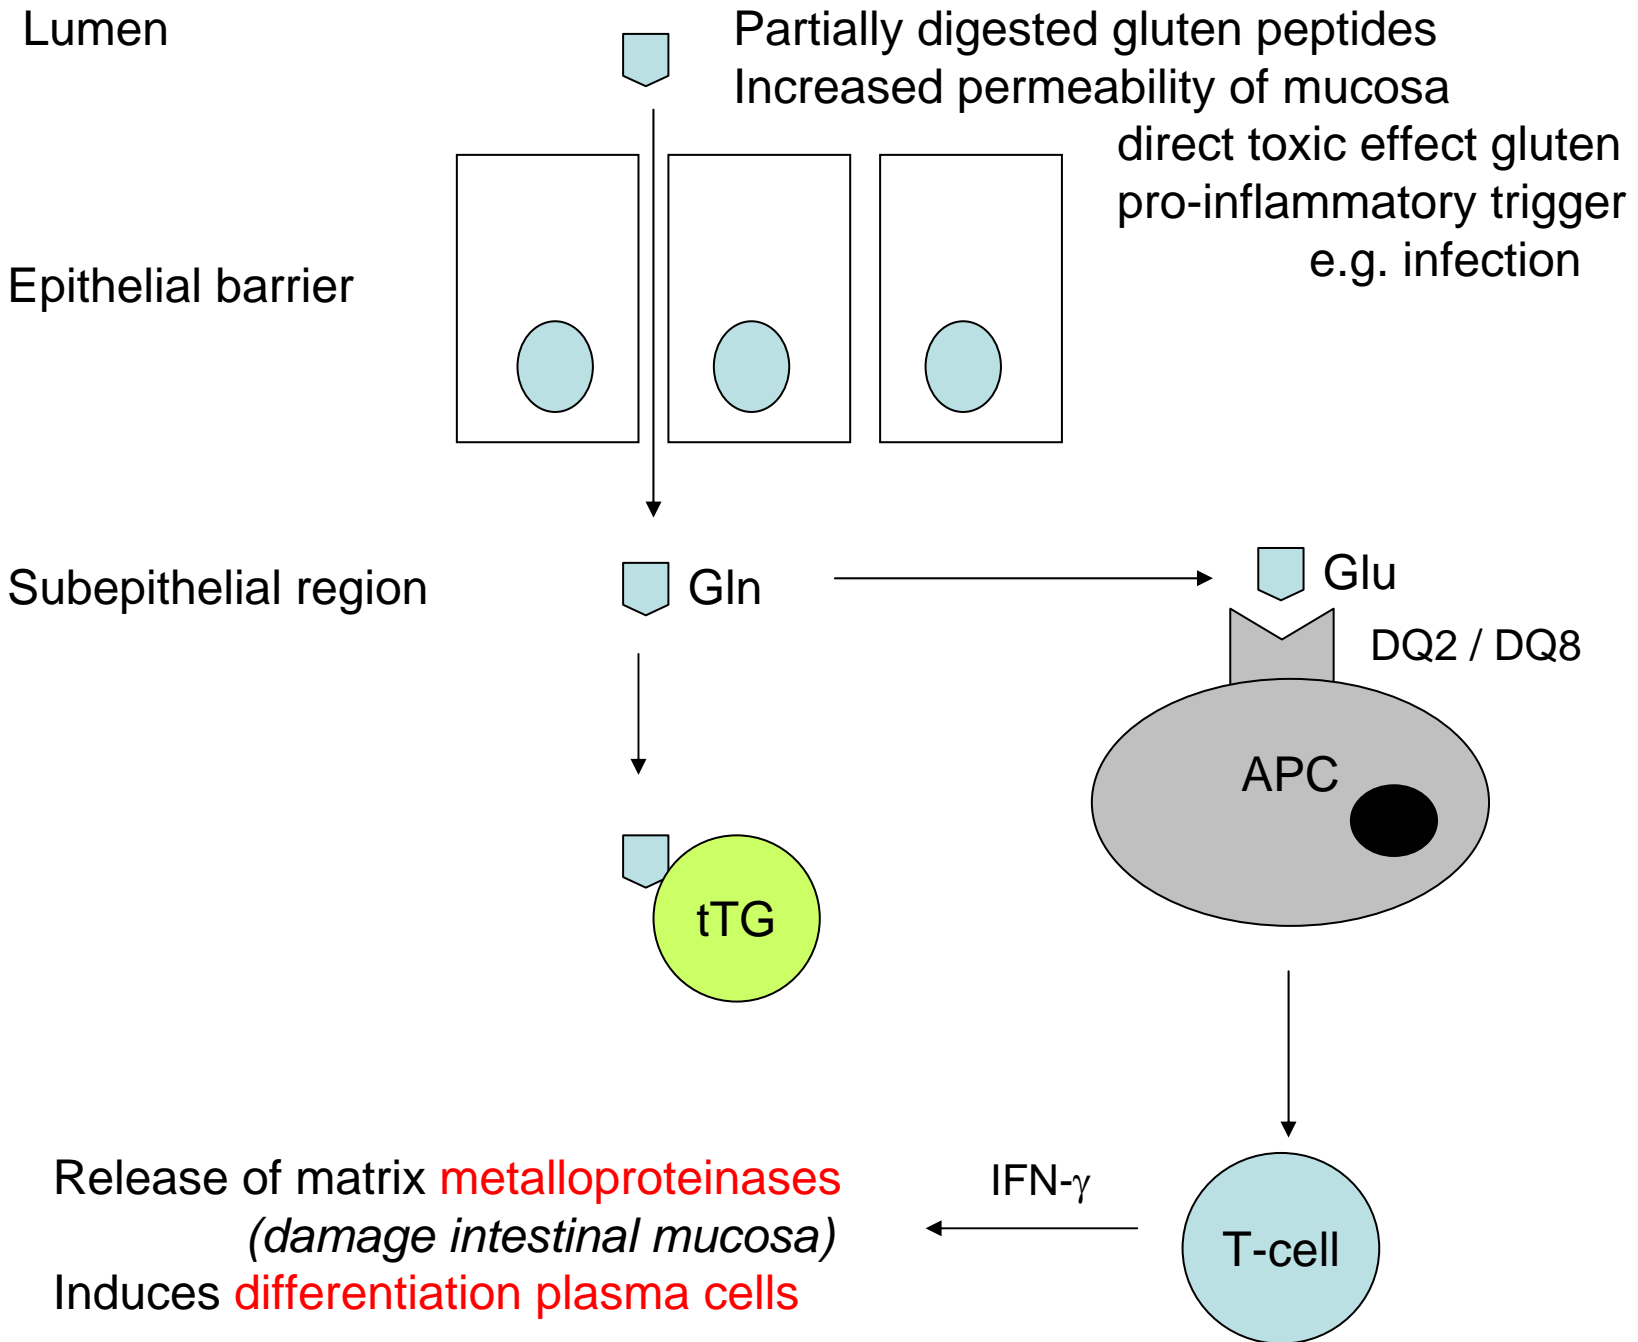 Lumen
Partially digested gluten peptides
Increased permeability of mucosa
direct toxic effect gluten
pro-inflammatory trigger
e.g. infection
Epithelial barrier
Subepithelial region
Gln
Glu
DQ2 / DQ8
APC
tTG
Release of matrix metalloproteinases
(damage intestinal mucosa)
Induces differentiation plasma cells
IFN-γ
T-cell